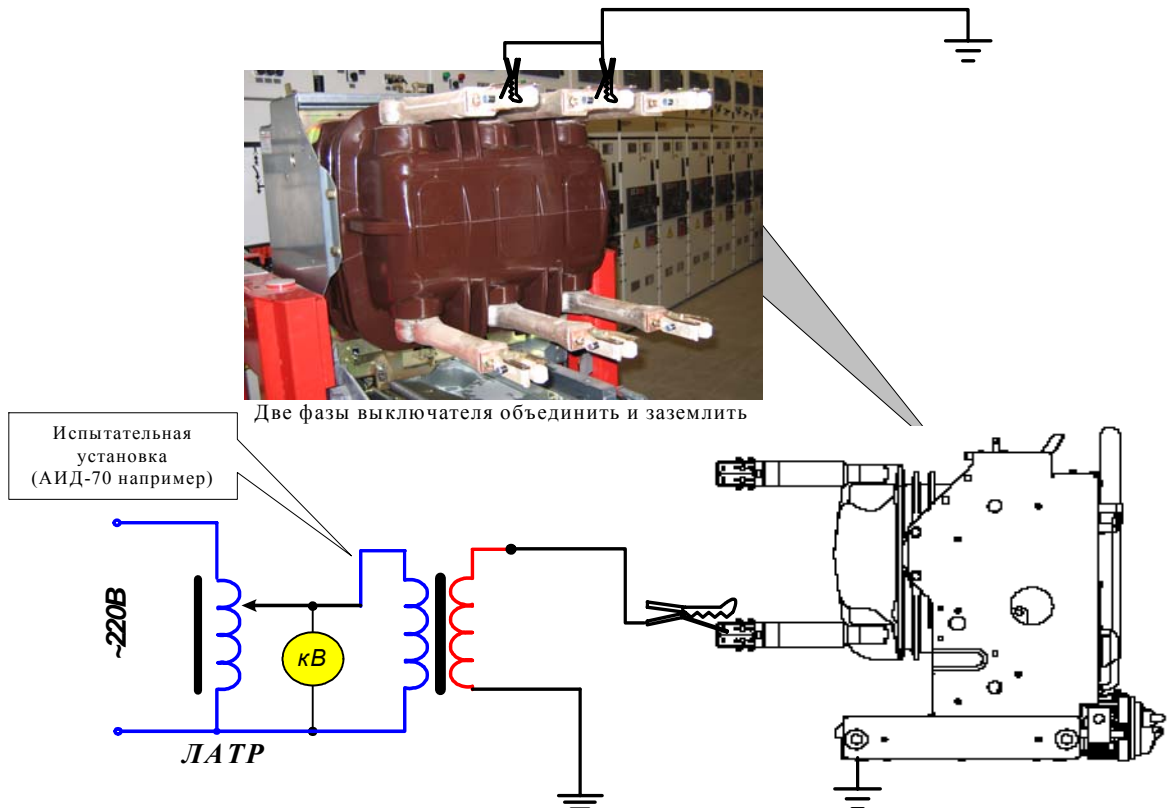 Две фазы выключателя объединить и заземлить
Испытательная
установка
(АИД-70 например)
~220В
кВ
ЛАТР